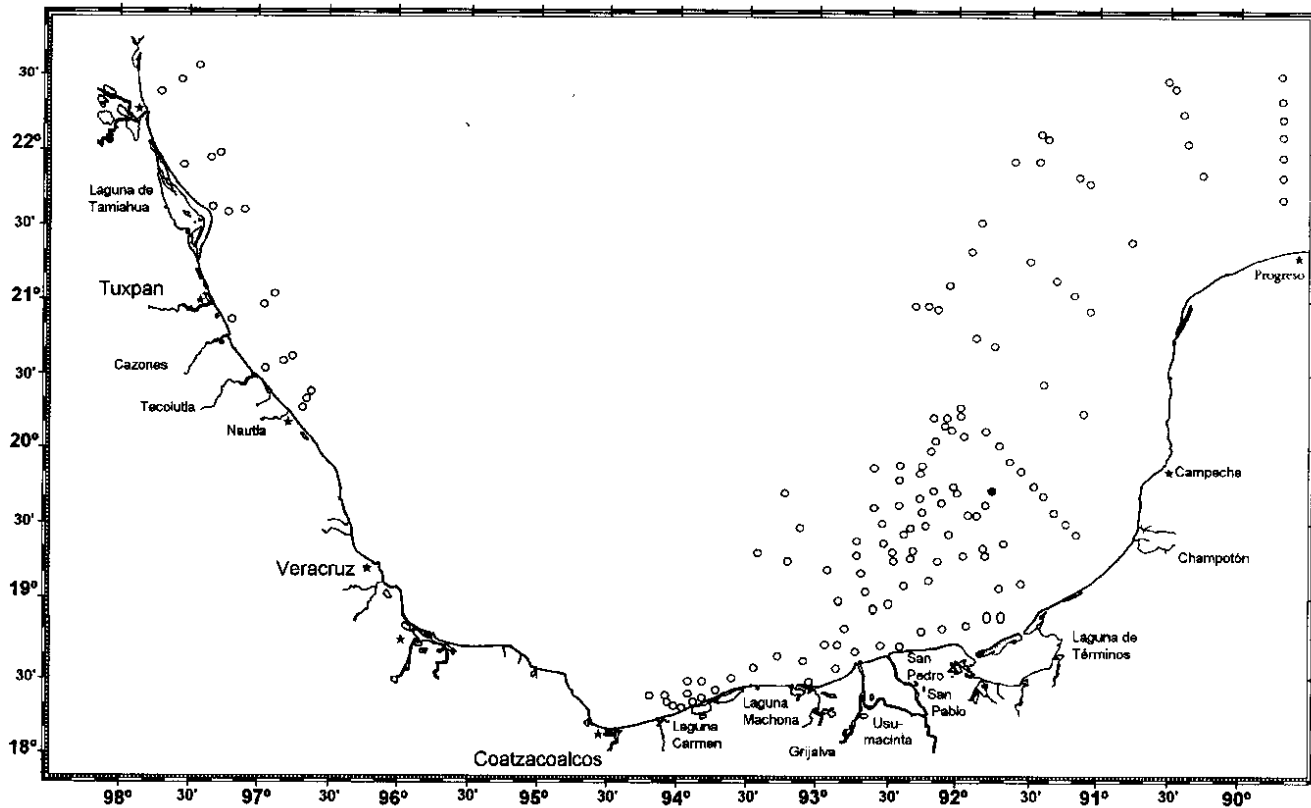 30'
22º
Laguna de
Tamiahua
30'
Progreso
Tuxpan
21º
Cazones
30'
Tecolutla
Nautla
20º
Campeche
30'
Champotón
Veracruz
19º
Laguna de
Términos
San
Pedro
30'
San
Pablo
Laguna
Machona
Laguna
Carmen
Usu-
macinta
18º
Grijalva
Coatzacoalcos
98º 30' 97º 30' 96º 30' 95º 30' 94º 30' 93º 30' 92º 30' 91º 30' 90º